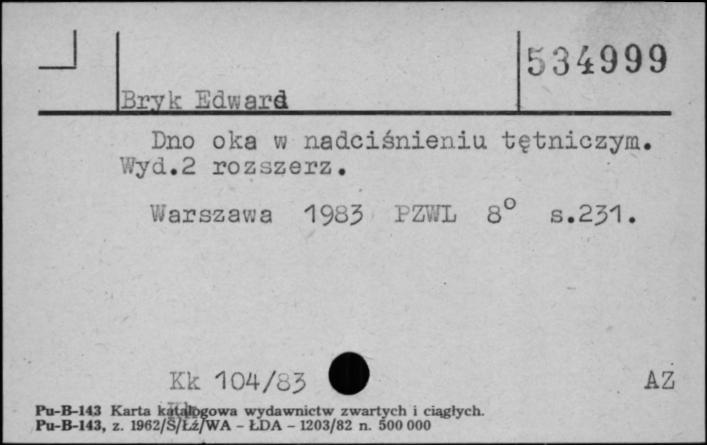 534999
Bryk Edward
Dno oka w nadciśnieniu tętniczym.
Wyd.2 rozszerz.
Warszawa 1983 PZWL 8° s.231.
Kk 104/83 AZ
Pu-B-143 Karta katalogowa wydawnictw zwartych i ciągłych.
Pu-B-143, z. 1962/S/Łź/WA - ŁDA - 1203/82 n. 500 000